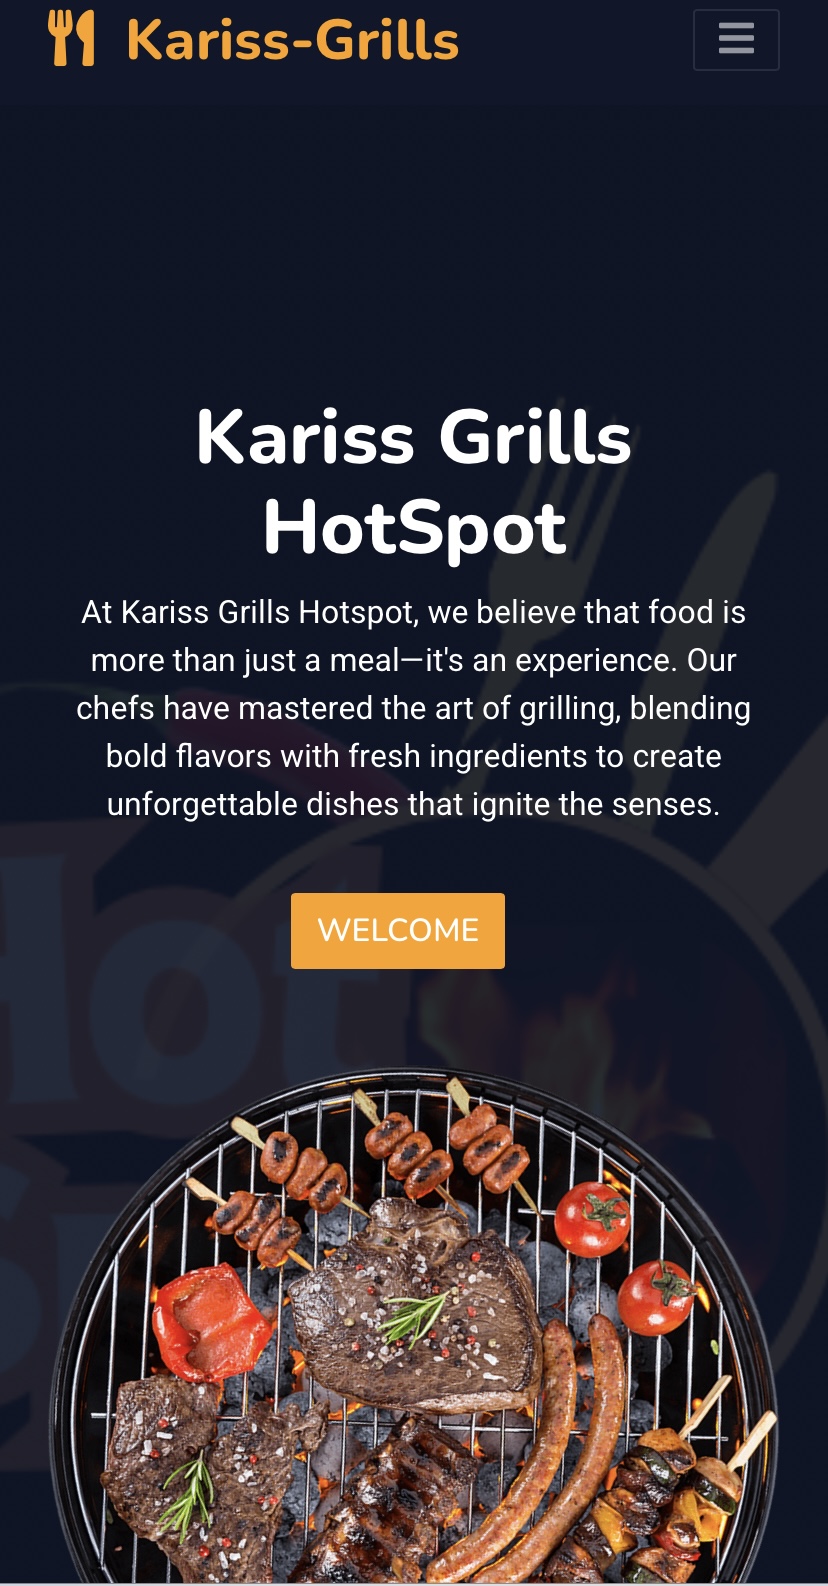 Kariss-Grills
Kariss Grills
HotSpot
At Kariss Grills Hotspot, we believe that food is
more than just a meal—it's an experience. Our
chefs have mastered the art of grilling, blending
bold flavors with fresh ingredients to create
unforgettable dishes that ignite the senses.
Hot
WELCOME